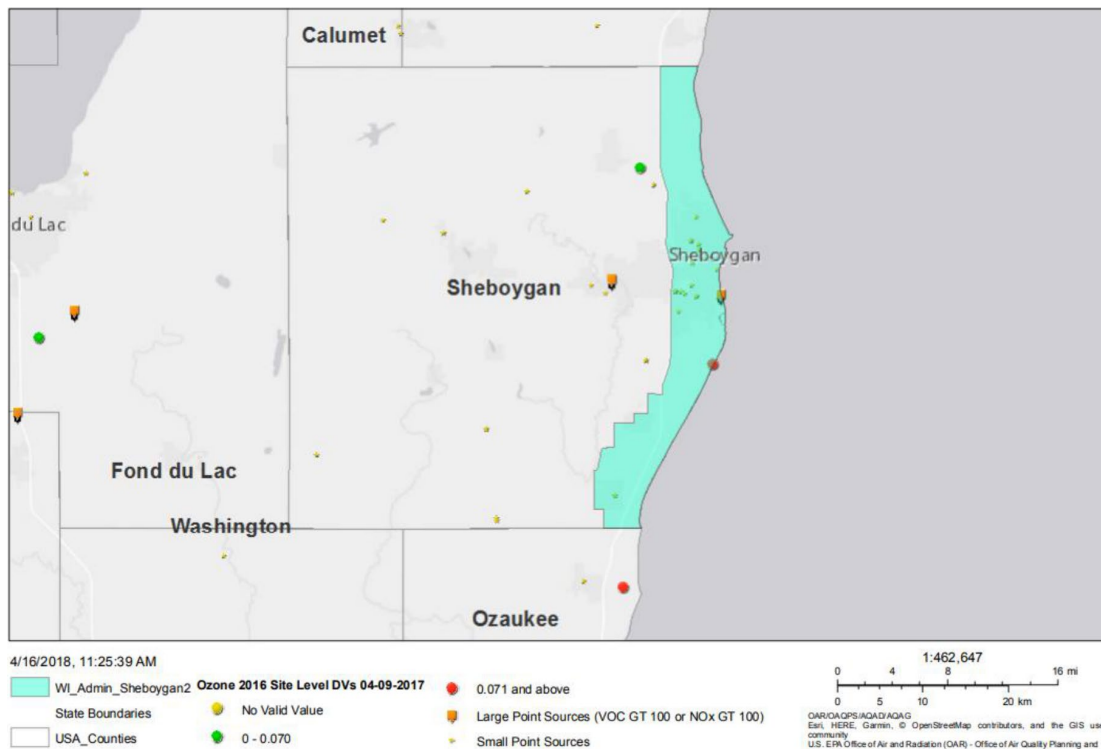 Calumet
du Lac
Sheboygan
Sheboygan
Fond du Lac
Washington
Ozaukee
4/16/2018, 11:25:39 AM
WI_Admin_Sheboygan2
State Boundaries
USA_Counties
Ozone 2016 Site Level DVs 04-09-2017
No Valid Value
0 - 0.070
0.071 and above
Large Point Sources (VOC GT 100 or NOx GT 100)
Small Point Sources
1:462,647
0 4 8 16 mi
0 5 10 20 km
OAR/OAQPS/AQAD/AQAG
Esri, HERE, Garmin, © OpenStreetMap contributors, and the GIS use
community
U.S. EPA Office of Air and Radiation (OAR) - Office of Air Quality Planning and